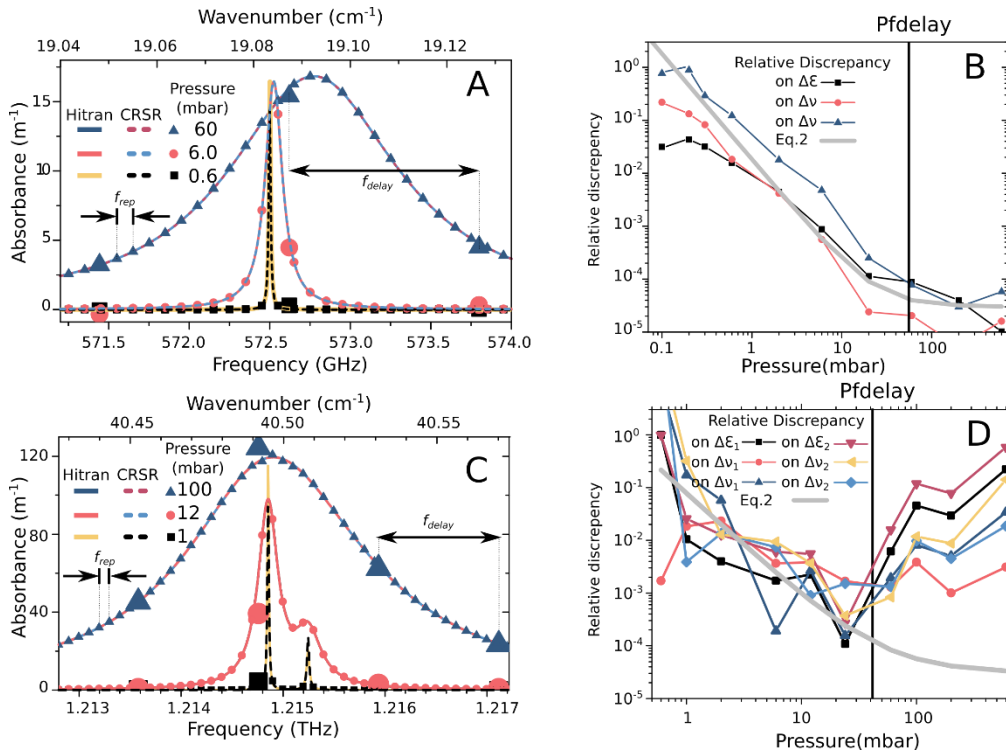 Wavenumber (cm⁻¹)
19.04 19.06 19.08 19.10 19.12
A
Absorbance (m⁻¹)
15
10
5
0
Hitran CRSR Pressure (mbar)
60
6.0
0.6
f_rep
f_delay
571.5 572.0 572.5 573.0 573.5 574.0
Frequency (GHz)
Pfdelay
B
Relative discrepency
10⁰
10⁻¹
10⁻²
10⁻³
10⁻⁴
10⁻⁵
Relative Discrepancy
on ΔƐ
on Δν
on Δν
Eq.2
0.1 1 10 100
Pressure(mbar)
Wavenumber (cm⁻¹)
40.45 40.50 40.55
C
Absorbance (m⁻¹)
120
80
40
0
Hitran CRSR Pressure (mbar)
100
12
1
f_rep
f_delay
1.213 1.214 1.215 1.216 1.217
Frequency (THz)
Pfdelay
D
Relative discrepency
10⁰
10⁻¹
10⁻²
10⁻³
10⁻⁴
10⁻⁵
Relative Discrepancy
on ΔƐ₁ on ΔƐ₂
on Δν₁ on Δν₂
on Δν₁ on Δν₂
Eq.2
1 10 100
Pressure(mbar)